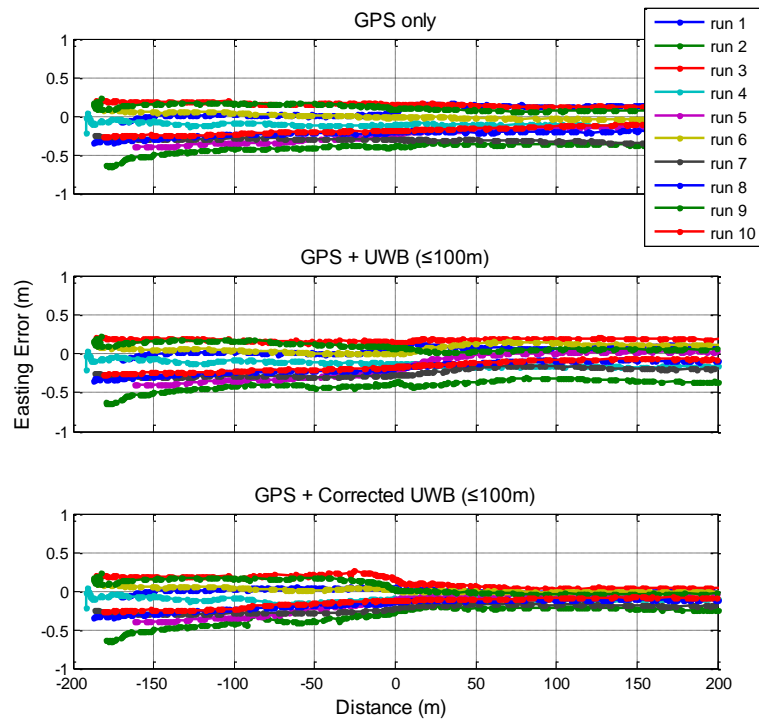 GPS only
1
0.5
0
-0.5
-1
run 1
run 2
run 3
run 4
run 5
run 6
run 7
run 8
run 9
run 10
GPS + UWB (≤100m)
Easting Error (m)
1
0.5
0
-0.5
-1
GPS + Corrected UWB (≤100m)
1
0.5
0
-0.5
-1
-200 -150 -100 -50 0 50 100 150 200
Distance (m)